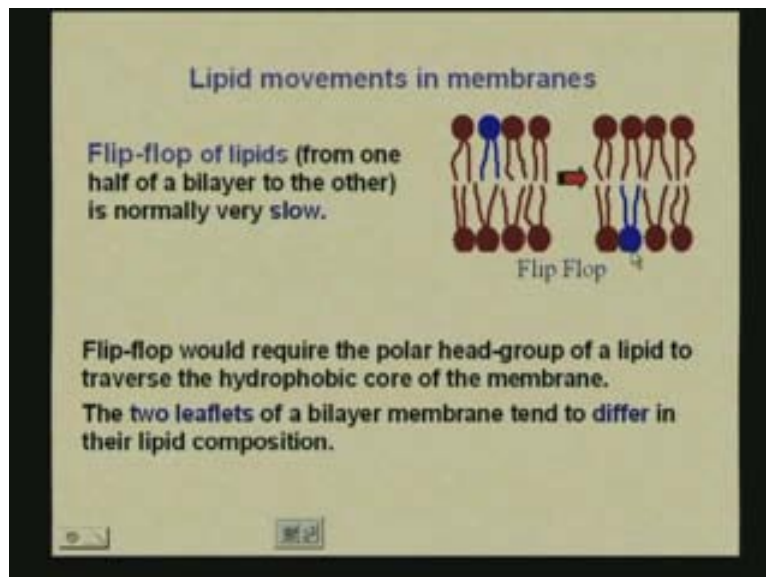 Lipid movements in membranes
Flip-flop of lipids (from one
half of a bilayer to the other)
is normally very slow.
Flip Flop
Flip-flop would require the polar head-group of a lipid to
traverse the hydrophobic core of the membrane.
The two leaflets of a bilayer membrane tend to differ in
their lipid composition.